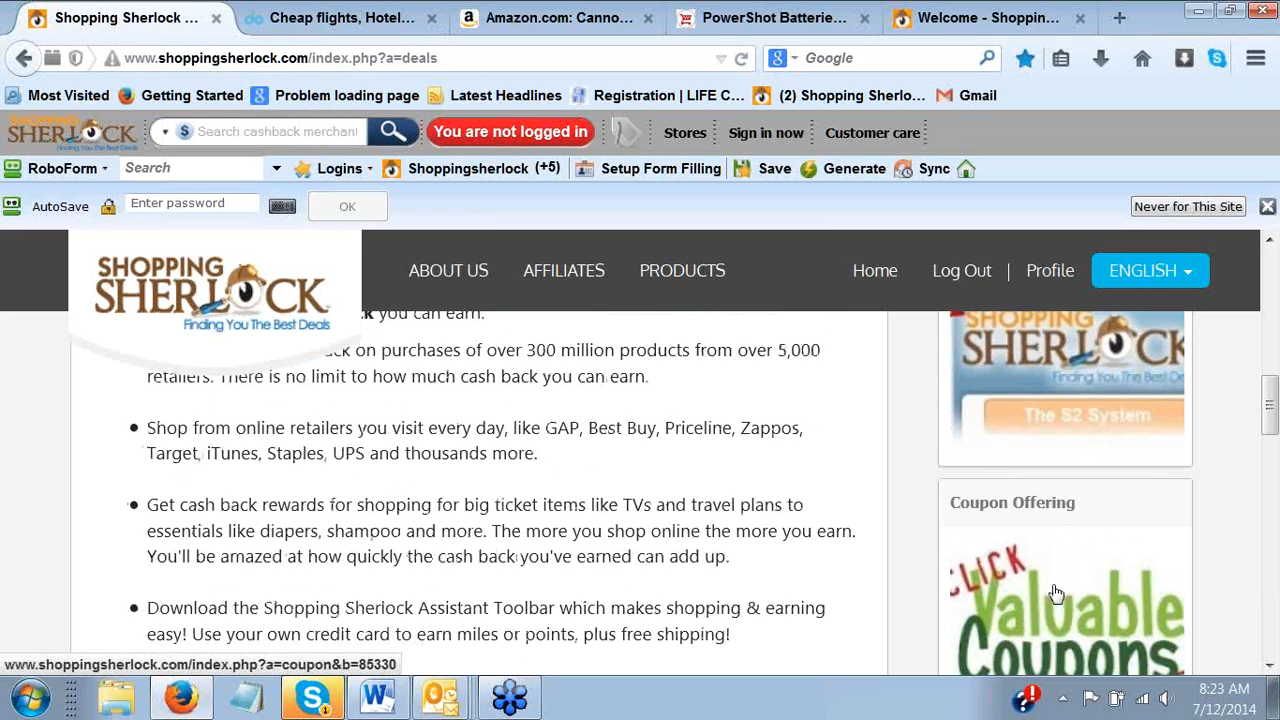 Shopping Sherlock ...
Cheap flights, Hotel...
Amazon.com: Canno...
PowerShot Batterie...
Welcome - Shoppin...
www.shoppingsherlock.com/index.php?a=deals
Google
Most Visited
Getting Started
Problem loading page
Latest Headlines
Registration | LIFE C...
(2) Shopping Sherlo...
Gmail
SHOPPING SHERLOCK
Finding You The Best Deals
Search cashback merchan
You are not logged in
Stores
Sign in now
Customer care
RoboForm
Search
Logins
Shoppingsherlock (+5)
Setup Form Filling
Save
Generate
Sync
AutoSave
Enter password
OK
Never for This Site
SHOPPING
SHERLOCK
Finding You The Best Deals
ABOUT US
AFFILIATES
PRODUCTS
Home
Log Out
Profile
ENGLISH
you can earn.
on purchases of over 300 million products from over 5,000
retailers. There is no limit to how much cash back you can earn.
Shop from online retailers you visit every day, like GAP, Best Buy, Priceline, Zappos,
Target, iTunes, Staples, UPS and thousands more.
Get cash back rewards for shopping for big ticket items like TVs and travel plans to
essentials like diapers, shampoo and more. The more you shop online the more you earn.
You'll be amazed at how quickly the cash back you've earned can add up.
Download the Shopping Sherlock Assistant Toolbar which makes shopping & earning
easy! Use your own credit card to earn miles or points, plus free shipping!
SHOPPING
SHERLOCK
Finding You The Best Deals
The S2 System
Coupon Offering
CLICK
Valuable
Coupons
www.shoppingsherlock.com/index.php?a=coupon&b=85330
8:23 AM
7/12/2014